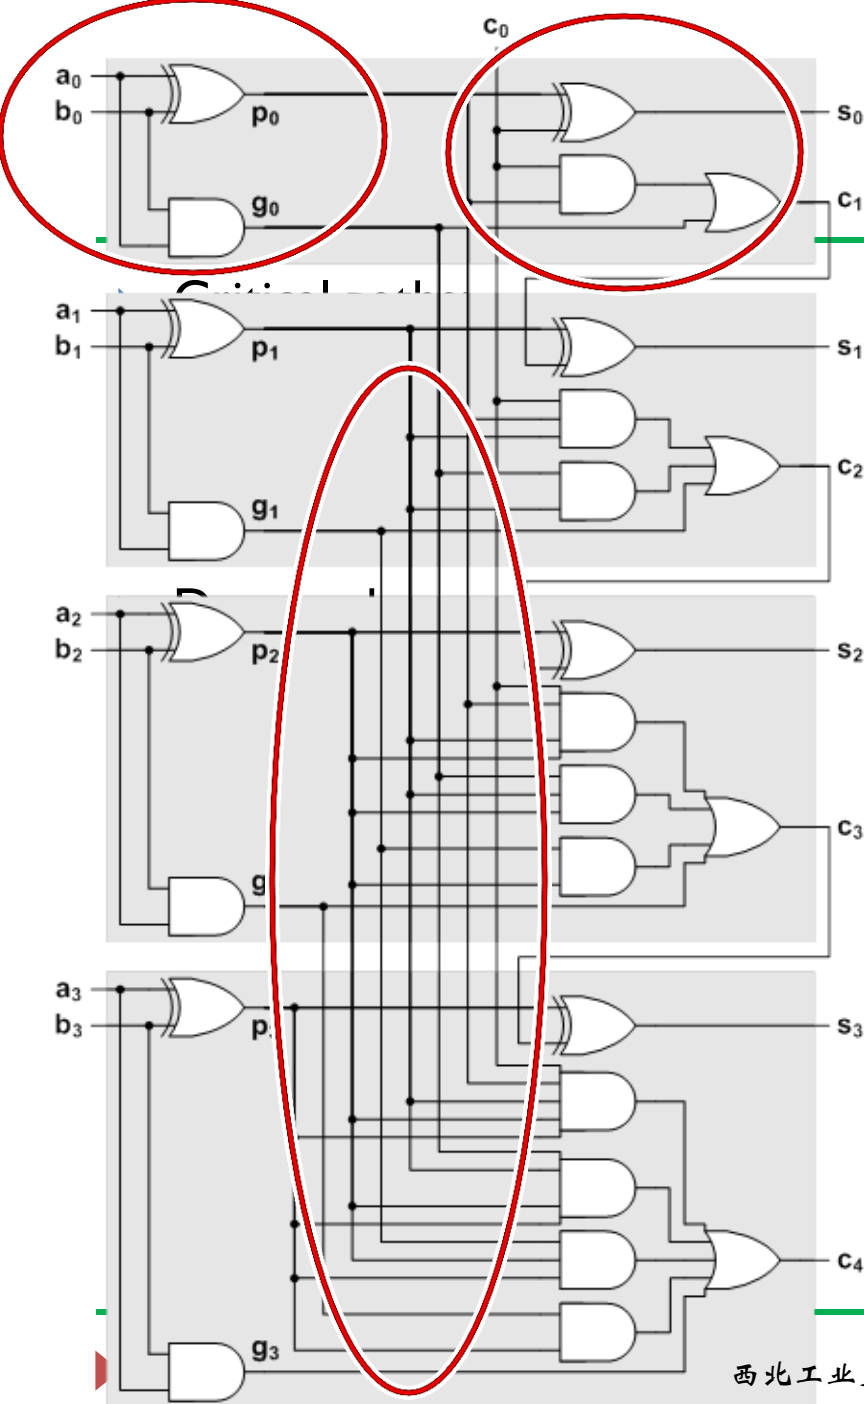 c₀
a₀
b₀
p₀
s₀
g₀
c₁
a₁
b₁
p₁
s₁
c₂
g₁
a₂
b₂
p₂
s₂
c₃
g
a₃
b₃
p
s₃
c₄
g₃
西北工业